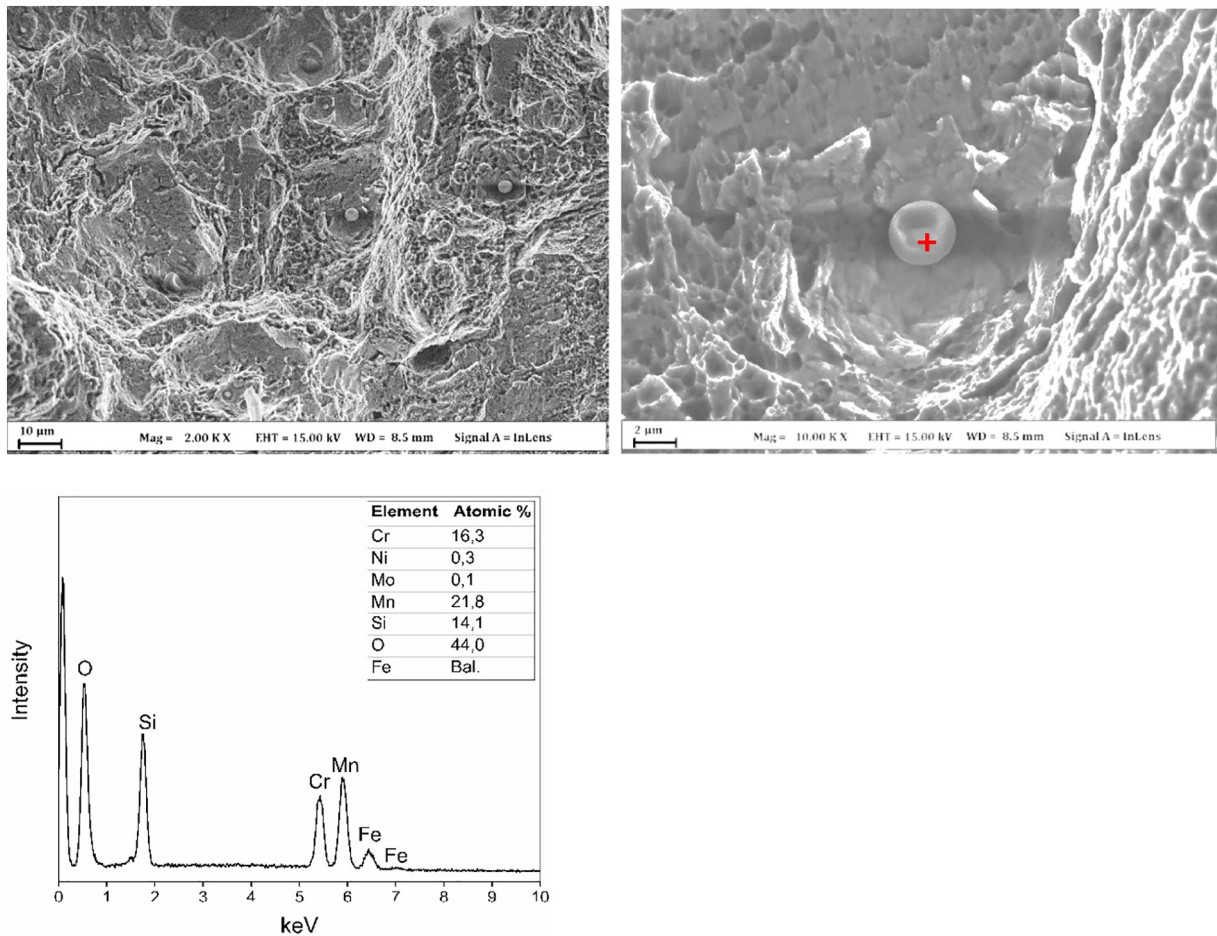 10 µm
Mag = 2.00 K X EHT = 15.00 kV WD = 8.5 mm Signal A = InLens
2 µm
Mag = 10.00 K X EHT = 15.00 kV WD = 8.5 mm Signal A = InLens
Element Atomic %
Cr 16,3
Ni 0,3
Mo 0,1
Mn 21,8
Si 14,1
O 44,0
Fe Bal.
Intensity
O
Si
Cr
Mn
Fe
Fe
0 1 2 3 4 5 6 7 8 9 10
keV